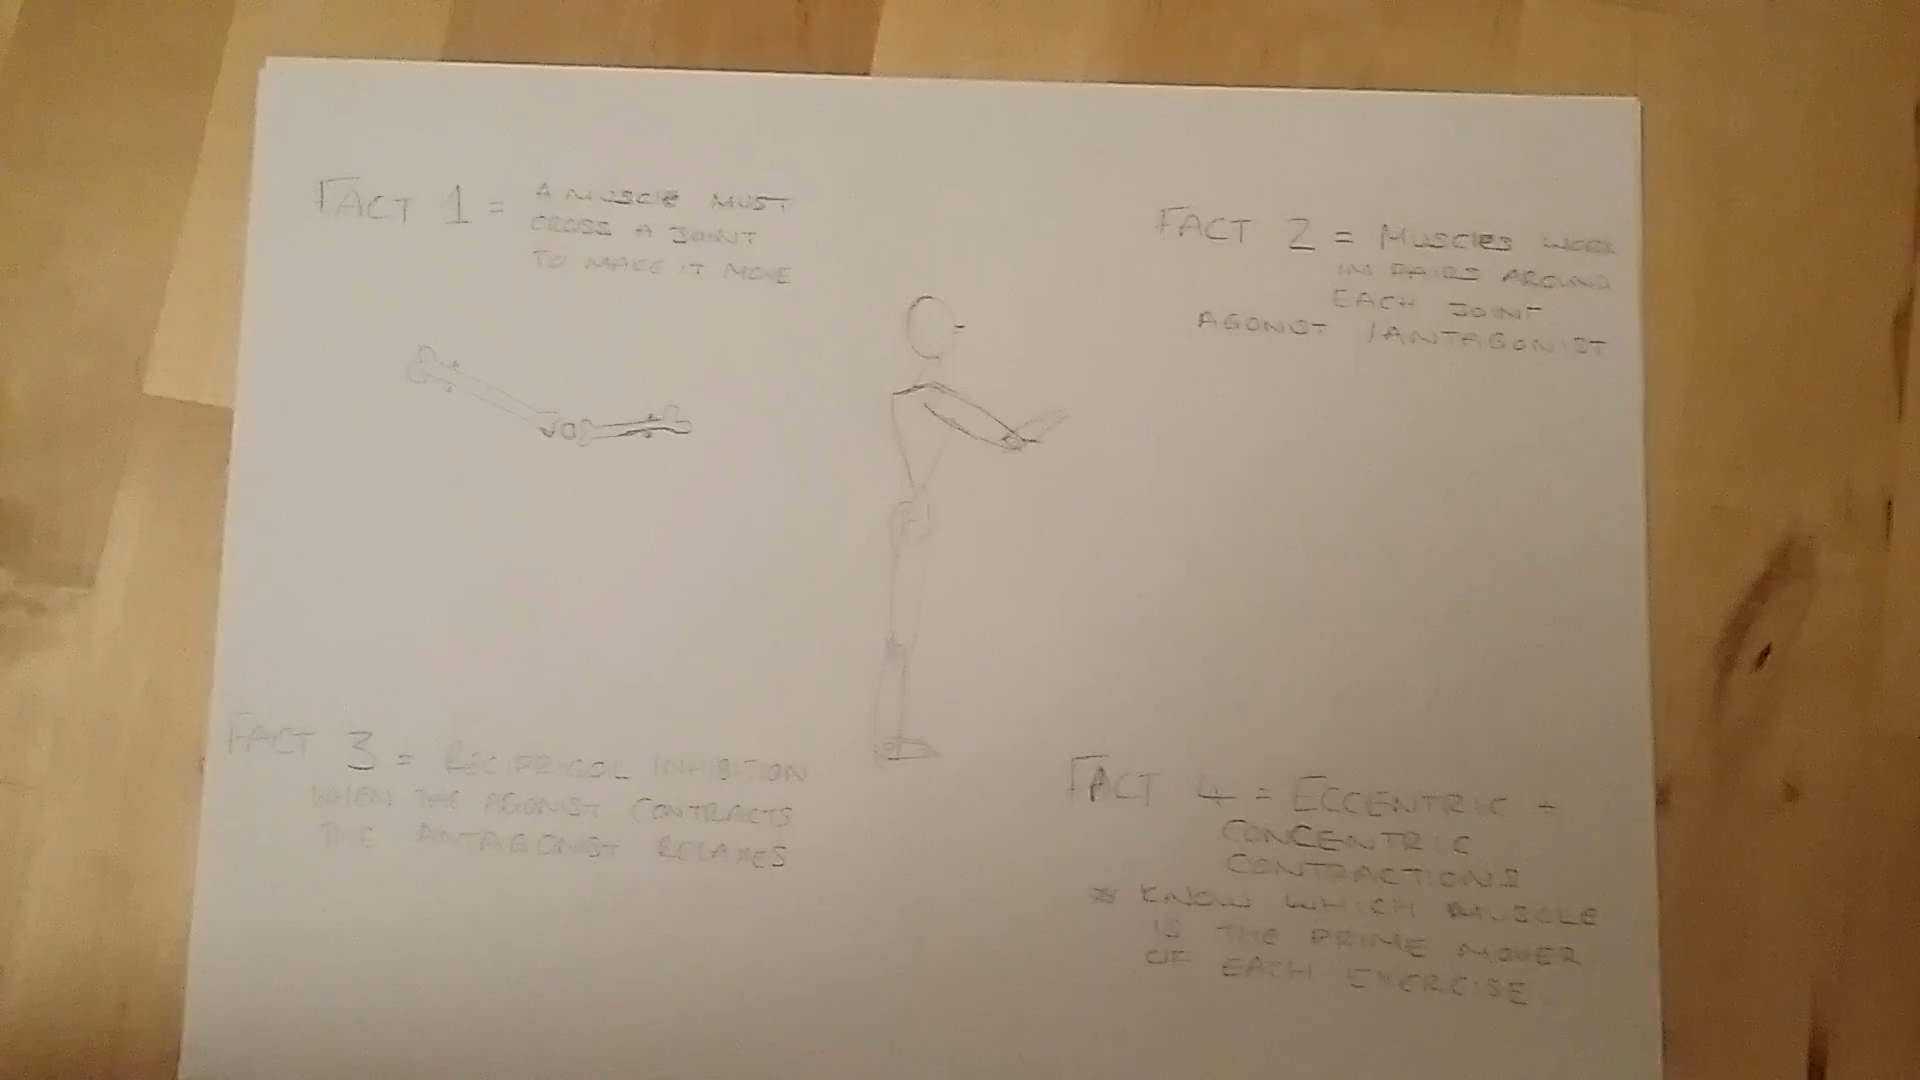 FACT 1 = A MUSCLE MUST
CROSS A JOINT
TO MAKE IT MOVE
FACT 2 = MUSCLES WORK
IN PAIRS AROUND
EACH JOINT
AGONIST / ANTAGONIST
FACT 3 = RECIPRICOL INHIBITION
WHEN THE AGONIST CONTRACTS
THE ANTAGONIST RELAXES
FACT 4 = ECCENTRIC +
CONCENTRIC
CONTRACTIONS
* KNOW WHICH MUSCLE
IS THE PRIME MOVER
OF EACH EXERCISE.